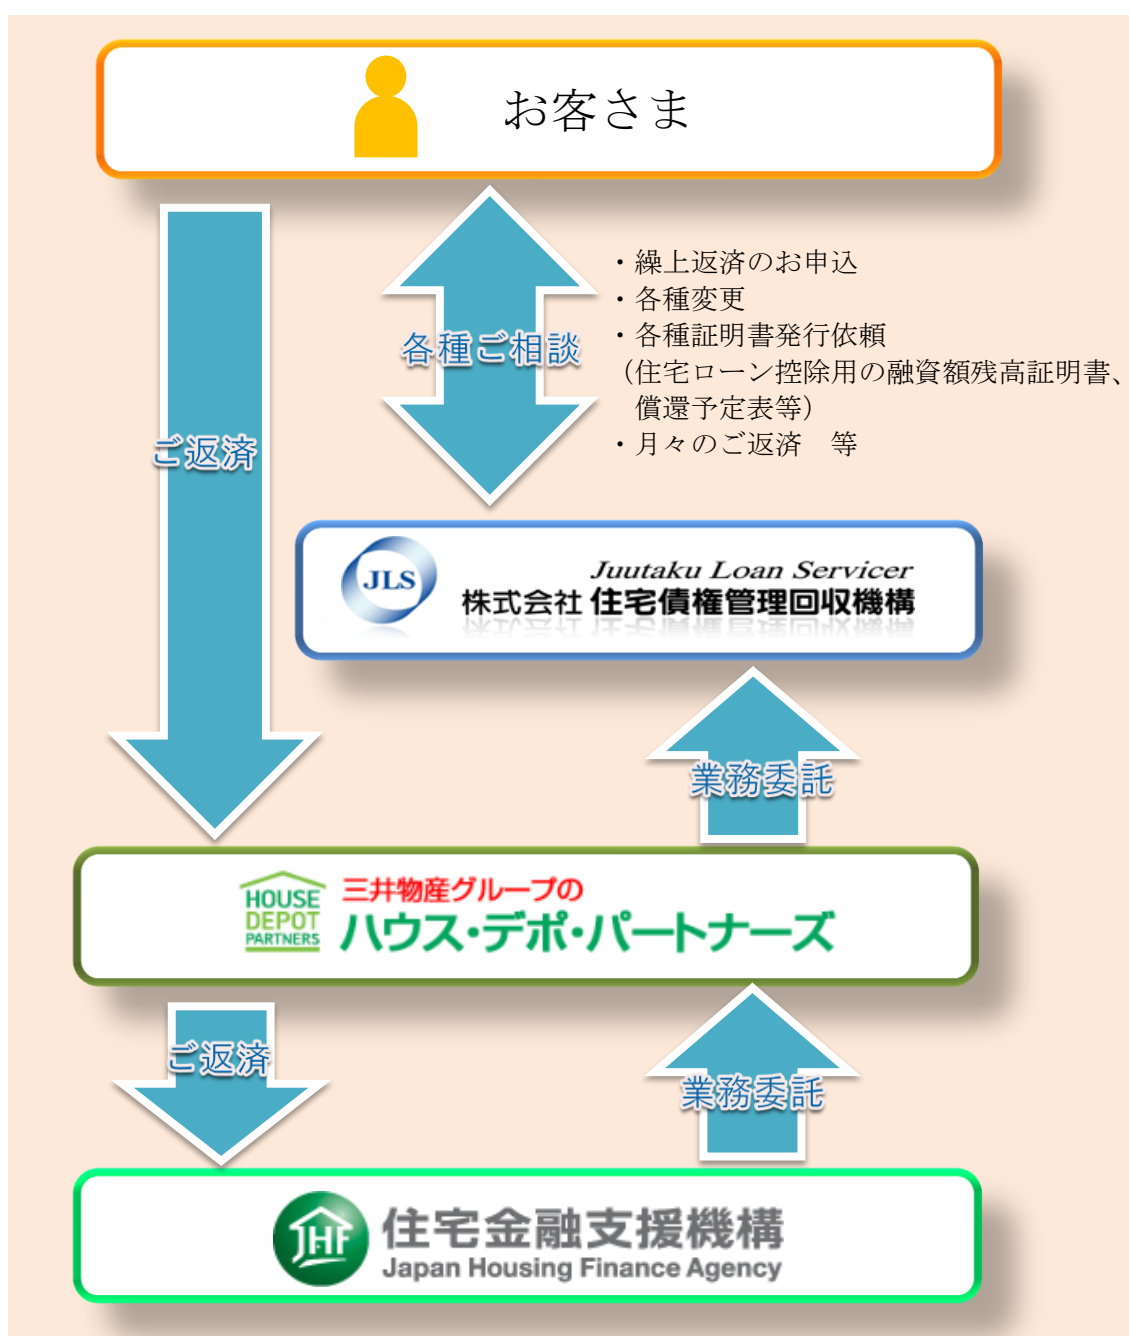 お客さま
・繰上返済のお申込
・各種変更
・各種証明書発行依頼
（住宅ローン控除用の融資額残高証明書、
償還予定表等）
・月々のご返済　等
各種ご相談
ご返済
JLS
Juutaku Loan Servicer
株式会社 住宅債権管理回収機構
業務委託
HOUSE
DEPOT
PARTNERS
三井物産グループの
ハウス・デポ・パートナーズ
ご返済
業務委託
JHF
住宅金融支援機構
Japan Housing Finance Agency